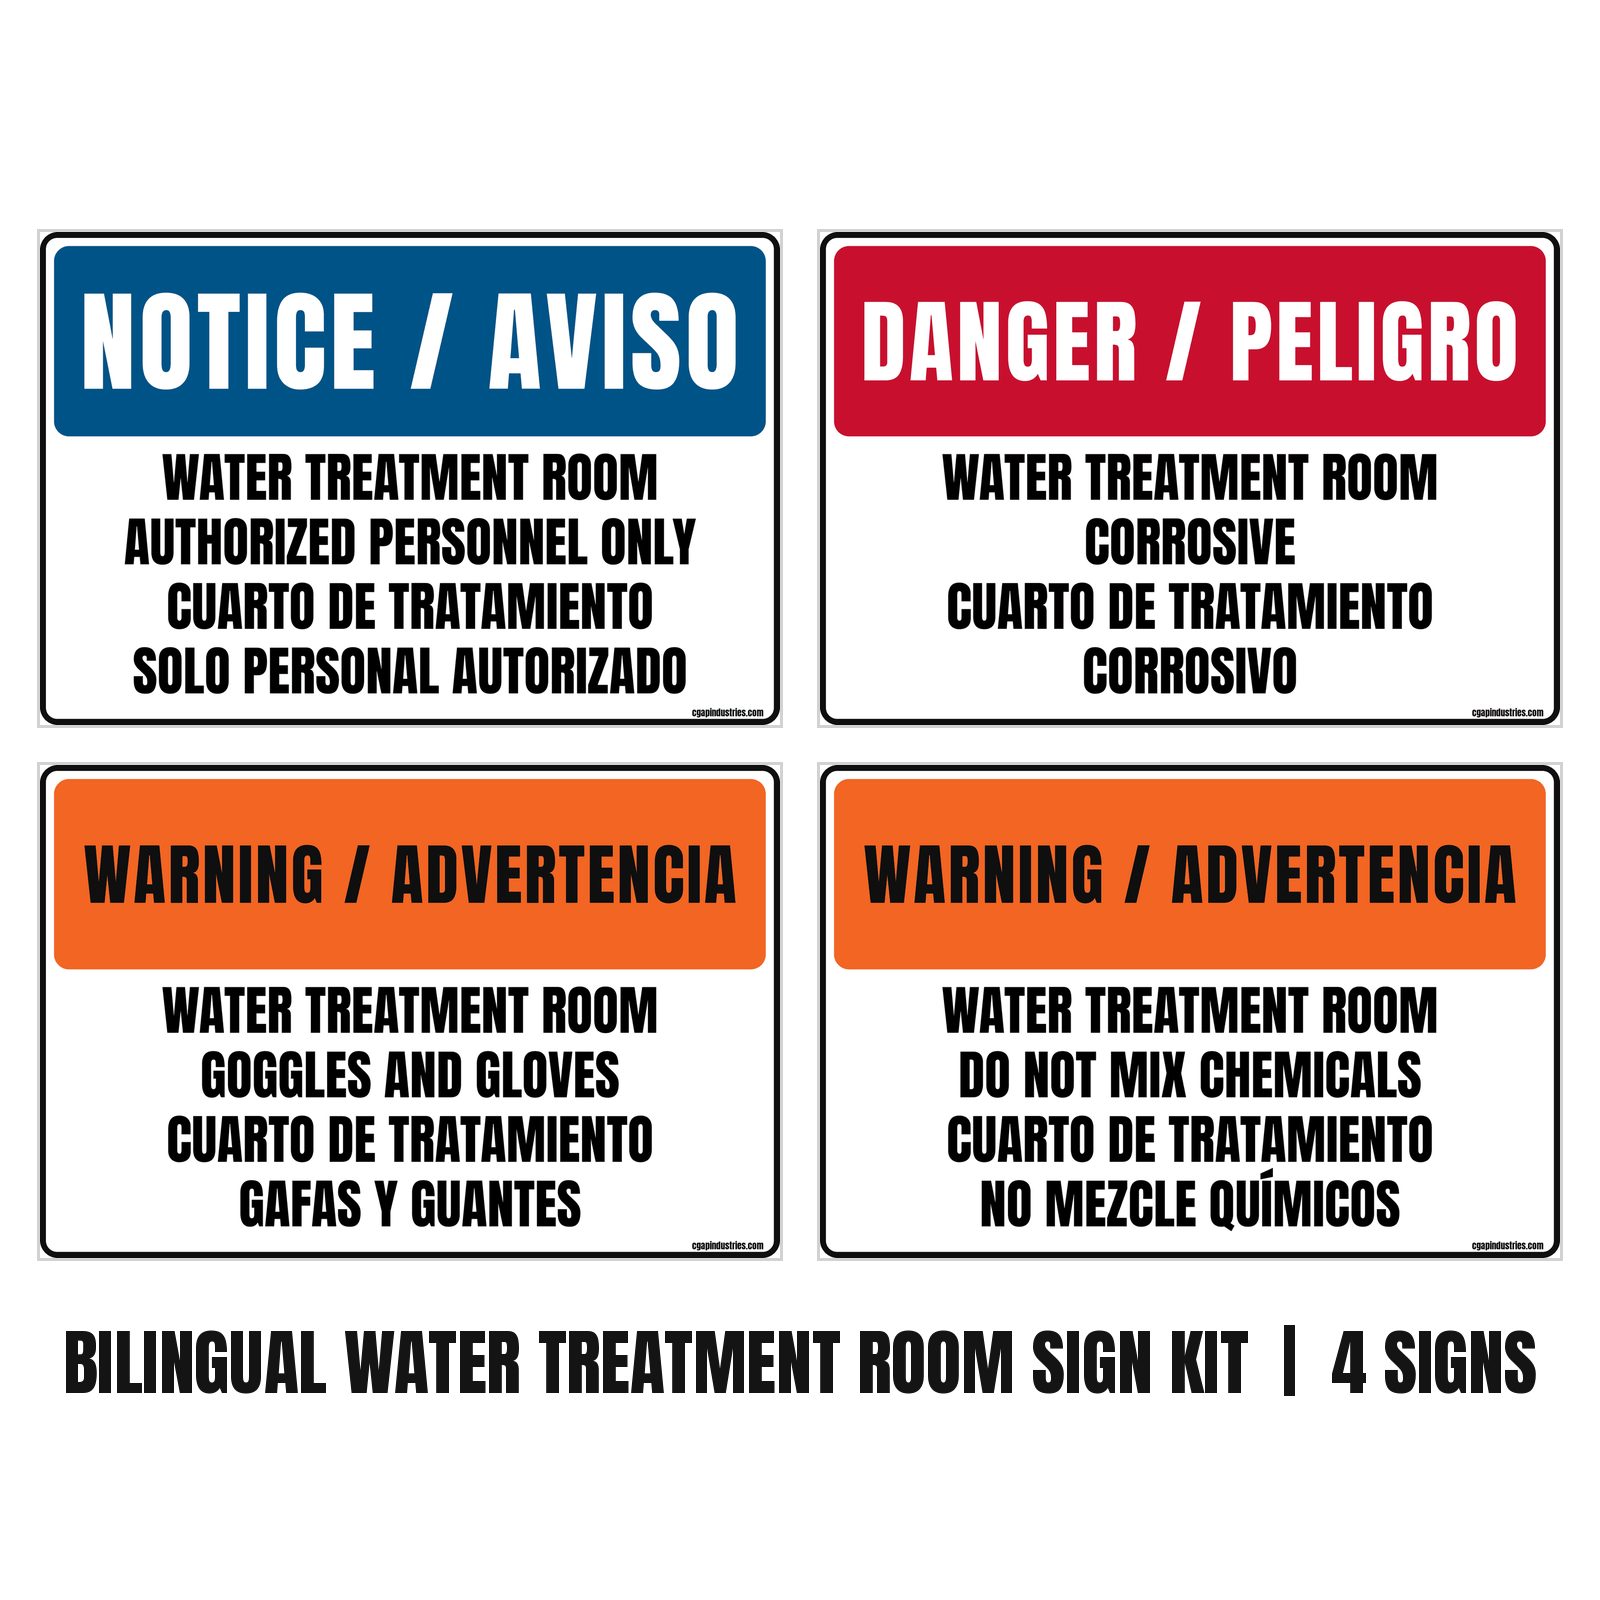 NOTICE / AVISO
WATER TREATMENT ROOM
AUTHORIZED PERSONNEL ONLY
CUARTO DE TRATAMIENTO
SOLO PERSONAL AUTORIZADO
cgapindustries.com
DANGER / PELIGRO
WATER TREATMENT ROOM
CORROSIVE
CUARTO DE TRATAMIENTO
CORROSIVO
cgapindustries.com
WARNING / ADVERTENCIA
WATER TREATMENT ROOM
GOGGLES AND GLOVES
CUARTO DE TRATAMIENTO
GAFAS Y GUANTES
cgapindustries.com
WARNING / ADVERTENCIA
WATER TREATMENT ROOM
DO NOT MIX CHEMICALS
CUARTO DE TRATAMIENTO
NO MEZCLE QUÍMICOS
cgapindustries.com
BILINGUAL WATER TREATMENT ROOM SIGN KIT | 4 SIGNS